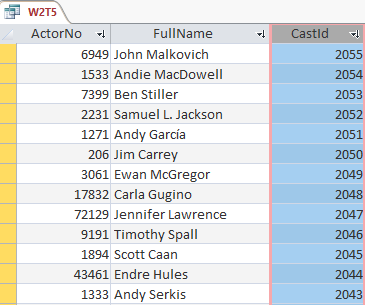 W2T5
ActorNo FullName CastId
6949 John Malkovich 2055
1533 Andie MacDowell 2054
7399 Ben Stiller 2053
2231 Samuel L. Jackson 2052
1271 Andy García 2051
206 Jim Carrey 2050
3061 Ewan McGregor 2049
17832 Carla Gugino 2048
72129 Jennifer Lawrence 2047
9191 Timothy Spall 2046
1894 Scott Caan 2045
43461 Endre Hules 2044
1333 Andy Serkis 2043